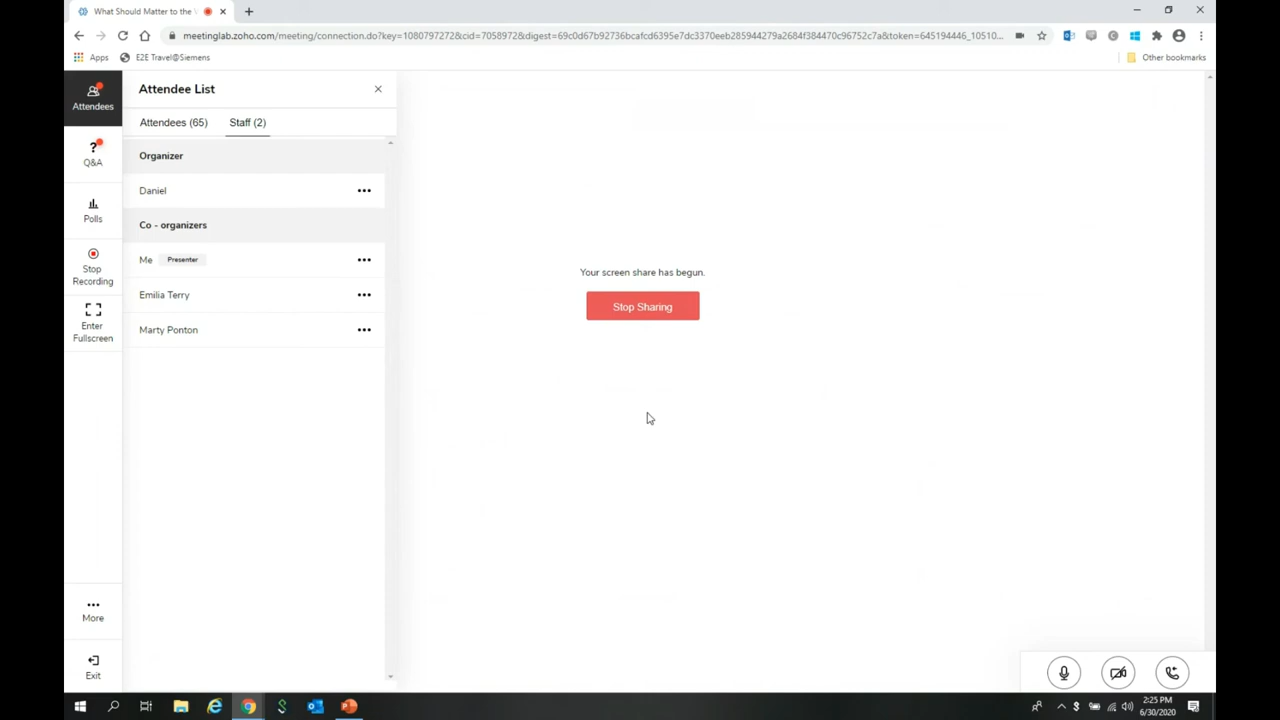 What Should Matter to the
meetinglab.zoho.com/meeting/connection.do?key=1080797272&cid=7058972&digest=69c0d67b92736bcafcd6395e7dc3370eeb285944279a2684f384470c96752c7a&token=645194446_10510...
Apps
E2E Travel@Siemens
Other bookmarks
Attendees
Q&A
Polls
Stop
Recording
Enter
Fullscreen
More
Exit
Attendee List
Attendees (65)
Staff (2)
Organizer
Daniel
Co - organizers
Me Presenter
Emilia Terry
Marty Ponton
Your screen share has begun.
Stop Sharing
2:25 PM
6/30/2020